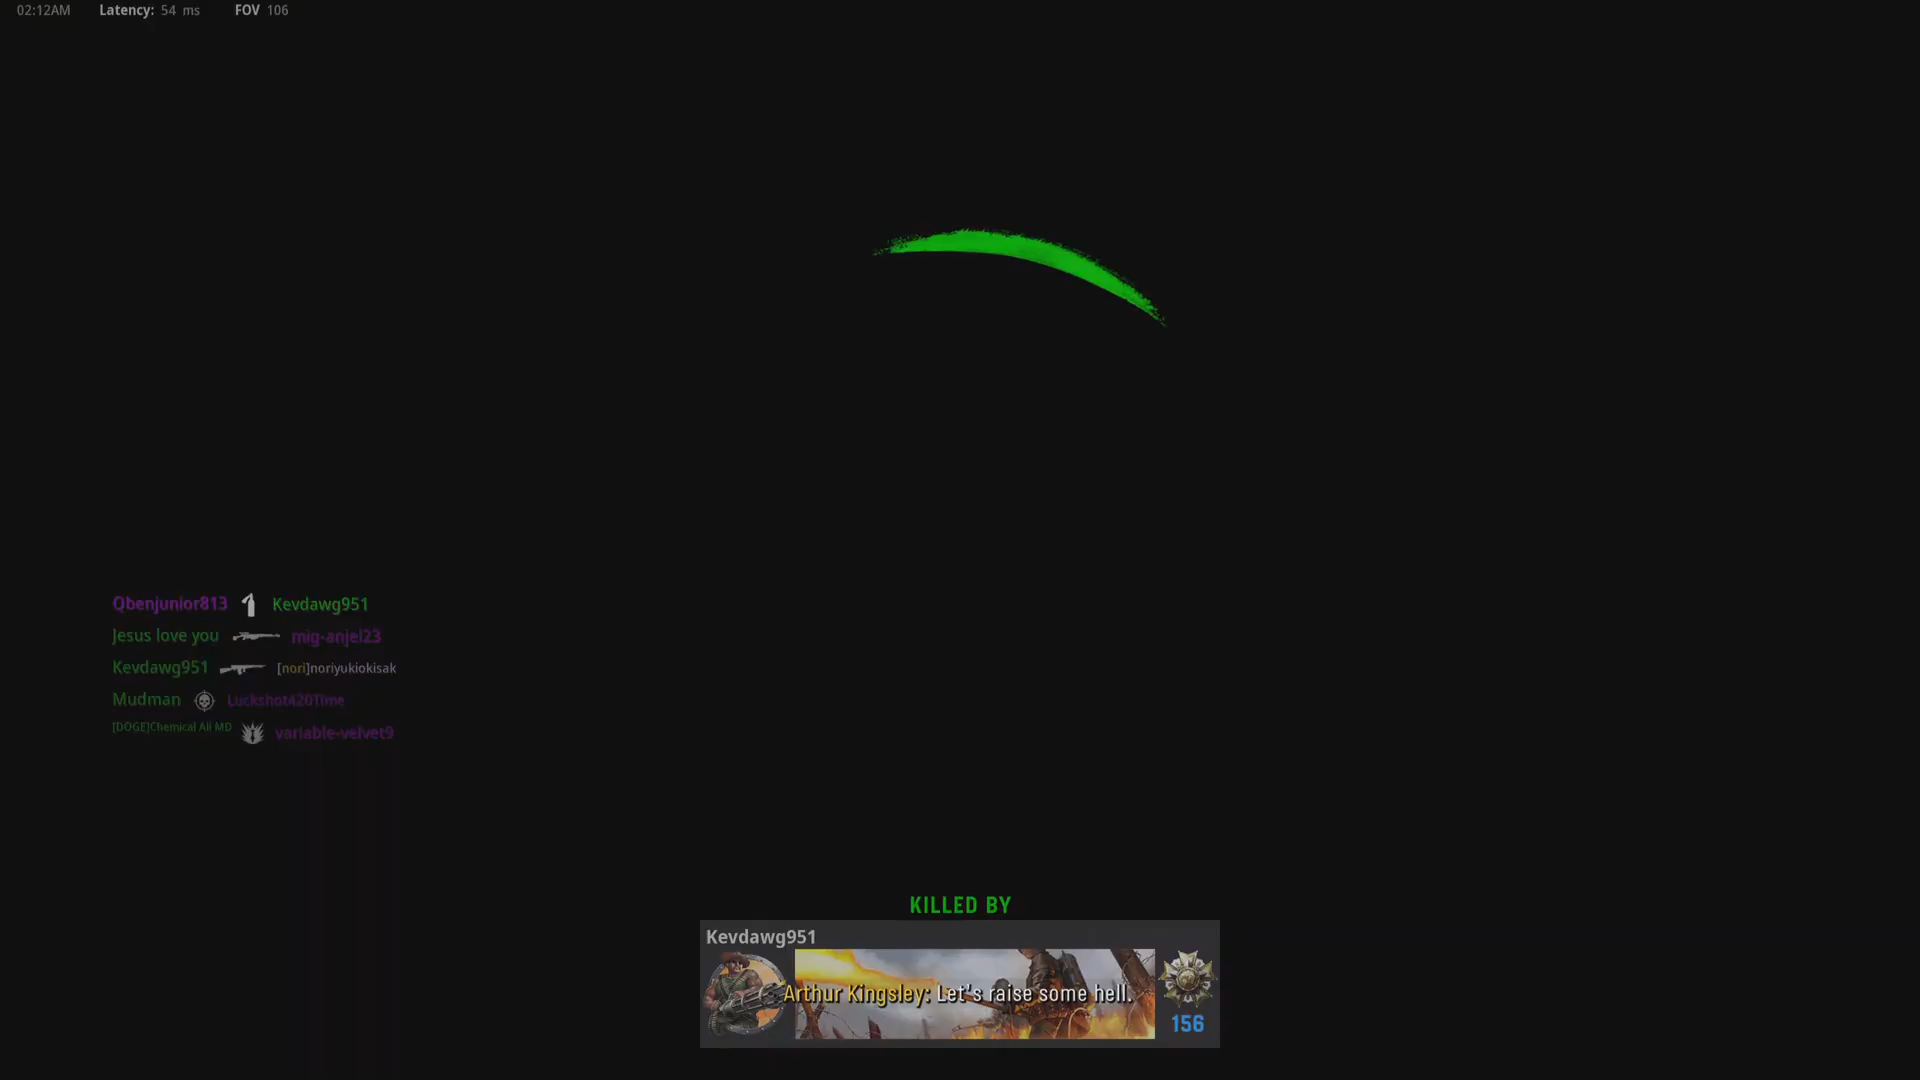 02:12AM Latency: 54 ms FOV 106
Qbenjunior813 Kevdawg951
Jesus love you mig-anjel23
Kevdawg951 [nori]noriyukiokisak
Mudman Luckshot420Time
[DOGE]Chemical Ali MD variable-velvet9
KILLED BY
Kevdawg951
Arthur Kingsley: Let's raise some hell.
156